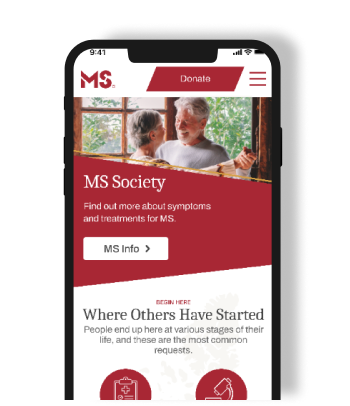 9:41
MS
Donate
MS Society
Find out more about symptoms
and treatments for MS.
MS Info
BEGIN HERE
Where Others Have Started
People end up here at various stages of their
life, and these are the most common
requests.